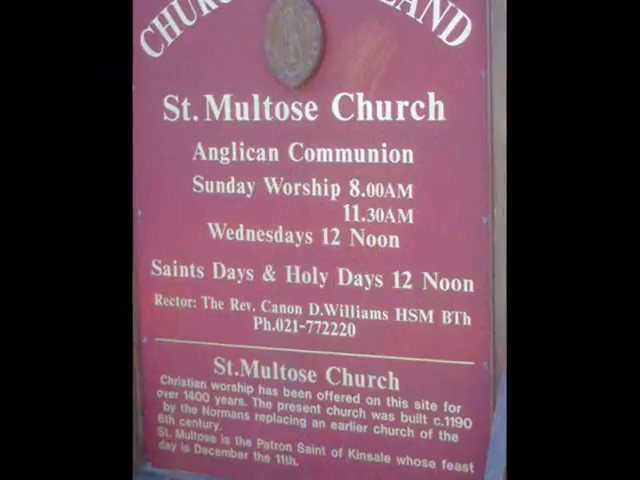 CHURCH
LAND
St. Multose Church
Anglican Communion
Sunday Worship 8.00AM
11.30AM
Wednesdays 12 Noon
Saints Days & Holy Days 12 Noon
Rector: The Rev. Canon D.Williams HSM BTh
Ph.021-772220
St.Multose Church
Christian worship has been offered on this site for
over 1400 years. The present church was built c.1190
by the Normans replacing an earlier church of the
6th century.
St. Multose is the Patron Saint of Kinsale whose feast
day is December the 11th.